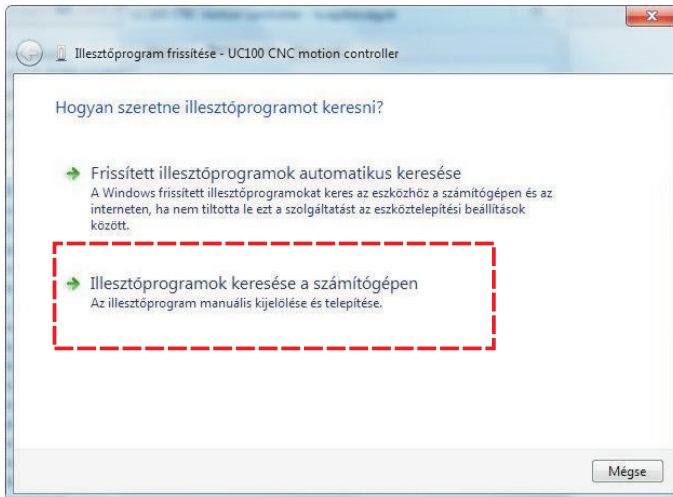 Illesztőprogram frissítése - UC100 CNC motion controller
Hogyan szeretne illesztőprogramot keresni?
Frissített illesztőprogramok automatikus keresése
A Windows frissített illesztőprogramokat keres az eszközhöz a számítógépen és az
interneten, ha nem tiltotta le ezt a szolgáltatást az eszköztelepítési beállítások
között.
Illesztőprogramok keresése a számítógépen
Az illesztőprogram manuális kijelölése és telepítése.
Mégse